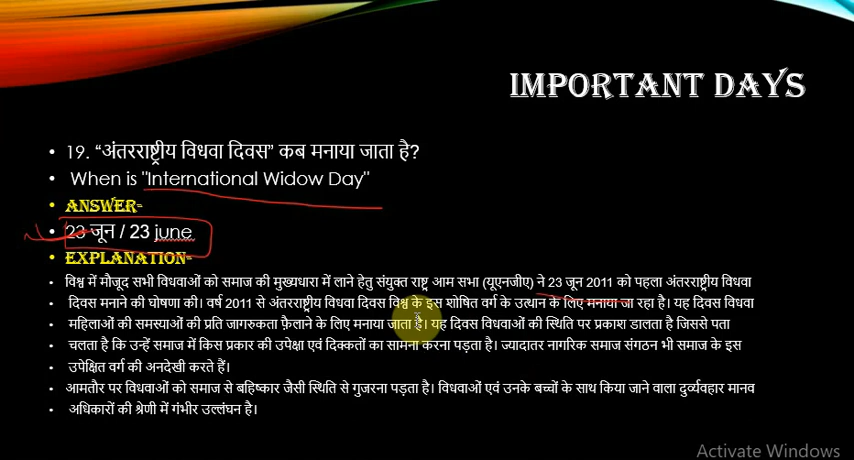 IMPORTANT DAYS
• 19. “अंतरराष्ट्रीय विधवा दिवस” कब मनाया जाता है?
• When is "International Widow Day"
• ANSWER-
• 23 जून / 23 june
• EXPLANATION-
• विश्व में मौजूद सभी विधवाओं को समाज की मुख्यधारा में लाने हेतु संयुक्त राष्ट्र आम सभा (यूएनजीए) ने 23 जून 2011 को पहला अंतरराष्ट्रीय विधवा
• दिवस मनाने की घोषणा की। वर्ष 2011 से अंतरराष्ट्रीय विधवा दिवस विश्व के इस शोषित वर्ग के उत्थान के लिए मनाया जा रहा है। यह दिवस विधवा
• महिलाओं की समस्याओं की प्रति जागरुकता फ़ैलाने के लिए मनाया जाता है। यह दिवस विधवाओं की स्थिति पर प्रकाश डालता है जिससे पता
• चलता है कि उन्हें समाज में किस प्रकार की उपेक्षा एवं दिक्कतों का सामना करना पड़ता है। ज्यादातर नागरिक समाज संगठन भी समाज के इस
• उपेक्षित वर्ग की अनदेखी करते हैं।
• आमतौर पर विधवाओं को समाज से बहिष्कार जैसी स्थिति से गुजरना पड़ता है। विधवाओं एवं उनके बच्चों के साथ किया जाने वाला दुर्व्यवहार मानव
• अधिकारों की श्रेणी में गंभीर उल्लंघन है।
Activate Windows